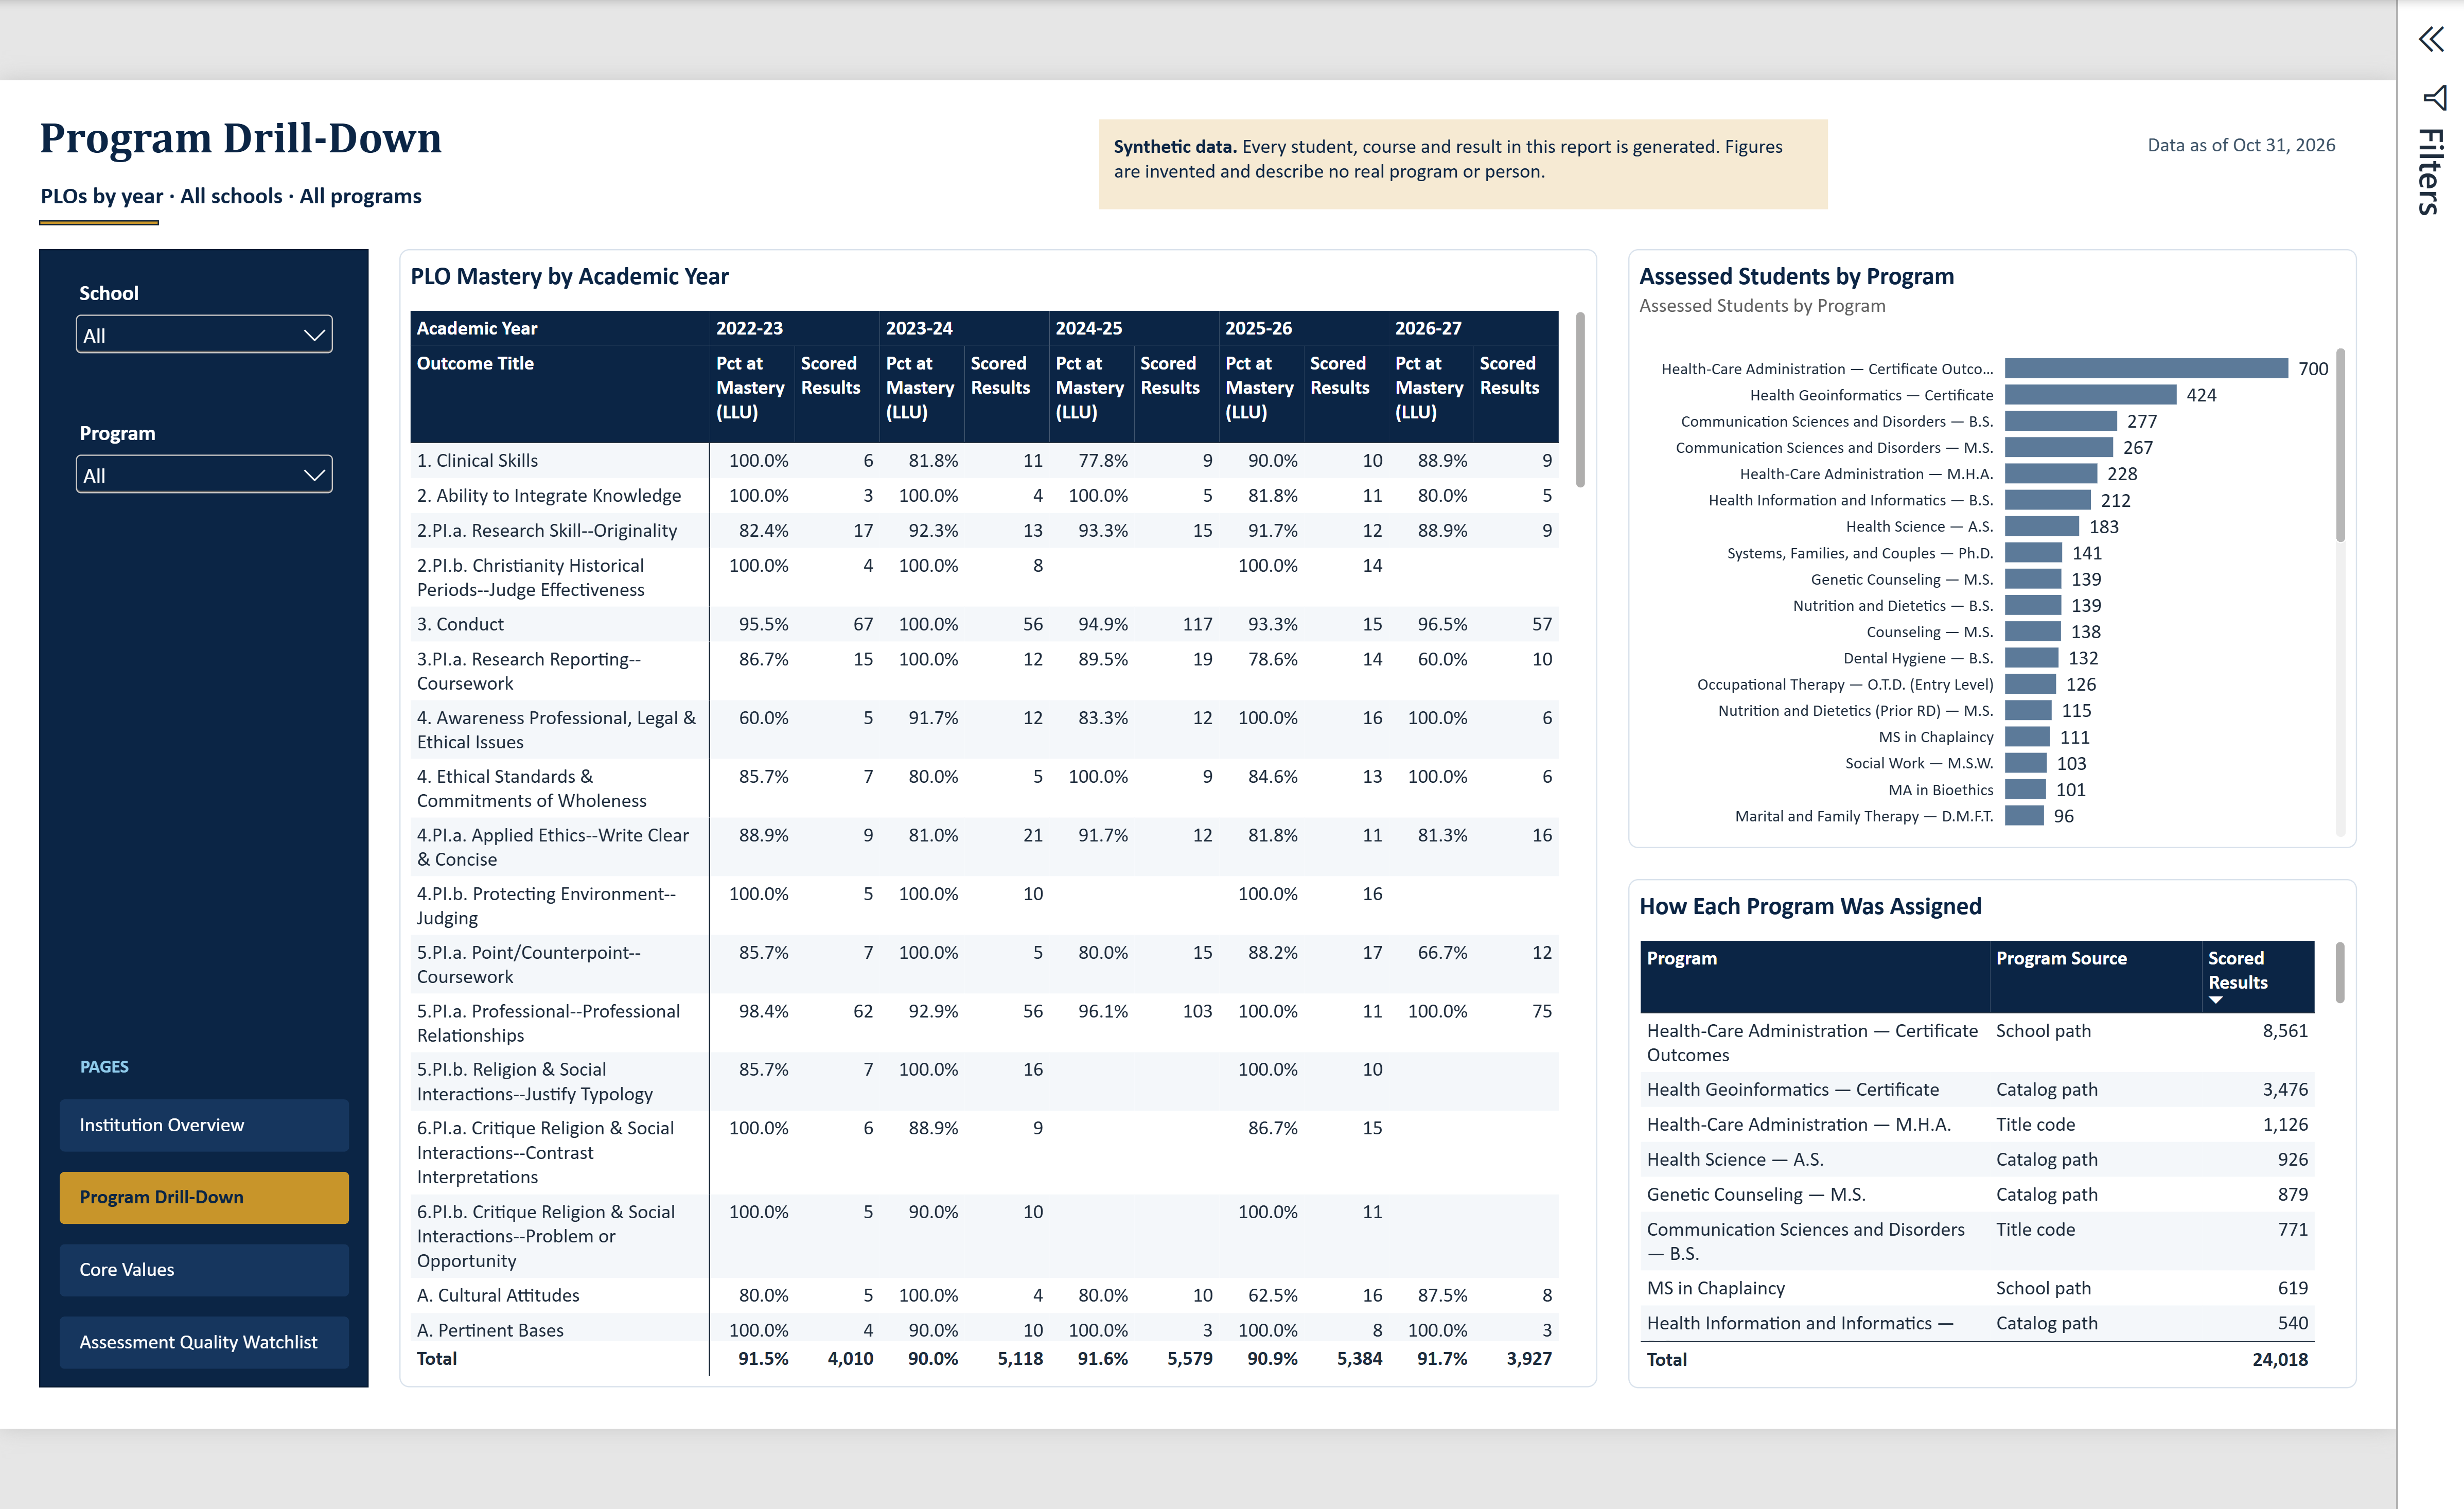 Program Drill-Down
PLOs by year · All schools · All programs
Synthetic data. Every student, course and result in this report is generated. Figures
are invented and describe no real program or person.
Data as of Oct 31, 2026
Filters
School
All
Program
All
PAGES
Institution Overview
Program Drill-Down
Core Values
Assessment Quality Watchlist
PLO Mastery by Academic Year
Academic Year 2022-23 2023-24 2024-25 2025-26 2026-27
Outcome Title Pct at Scored Pct at Scored Pct at Scored Pct at Scored Pct at Scored
Mastery Results Mastery Results Mastery Results Mastery Results Mastery Results
(LLU) (LLU) (LLU) (LLU) (LLU)
1. Clinical Skills 100.0% 6 81.8% 11 77.8% 9 90.0% 10 88.9% 9
2. Ability to Integrate Knowledge 100.0% 3 100.0% 4 100.0% 5 81.8% 11 80.0% 5
2.PI.a. Research Skill--Originality 82.4% 17 92.3% 13 93.3% 15 91.7% 12 88.9% 9
2.PI.b. Christianity Historical 100.0% 4 100.0% 8 100.0% 14
Periods--Judge Effectiveness
3. Conduct 95.5% 67 100.0% 56 94.9% 117 93.3% 15 96.5% 57
3.PI.a. Research Reporting-- 86.7% 15 100.0% 12 89.5% 19 78.6% 14 60.0% 10
Coursework
4. Awareness Professional, Legal & 60.0% 5 91.7% 12 83.3% 12 100.0% 16 100.0% 6
Ethical Issues
4. Ethical Standards & 85.7% 7 80.0% 5 100.0% 9 84.6% 13 100.0% 6
Commitments of Wholeness
4.PI.a. Applied Ethics--Write Clear 88.9% 9 81.0% 21 91.7% 12 81.8% 11 81.3% 16
& Concise
4.PI.b. Protecting Environment-- 100.0% 5 100.0% 10 100.0% 16
Judging
5.PI.a. Point/Counterpoint-- 85.7% 7 100.0% 5 80.0% 15 88.2% 17 66.7% 12
Coursework
5.PI.a. Professional--Professional 98.4% 62 92.9% 56 96.1% 103 100.0% 11 100.0% 75
Relationships
5.PI.b. Religion & Social 85.7% 7 100.0% 16 100.0% 10
Interactions--Justify Typology
6.PI.a. Critique Religion & Social 100.0% 6 88.9% 9 86.7% 15
Interactions--Contrast
Interpretations
6.PI.b. Critique Religion & Social 100.0% 5 90.0% 10 100.0% 11
Interactions--Problem or
Opportunity
A. Cultural Attitudes 80.0% 5 100.0% 4 80.0% 10 62.5% 16 87.5% 8
A. Pertinent Bases 100.0% 4 90.0% 10 100.0% 3 100.0% 8 100.0% 3
Total 91.5% 4,010 90.0% 5,118 91.6% 5,579 90.9% 5,384 91.7% 3,927
Assessed Students by Program
Assessed Students by Program
Health-Care Administration — Certificate Outco... 700
Health Geoinformatics — Certificate 424
Communication Sciences and Disorders — B.S. 277
Communication Sciences and Disorders — M.S. 267
Health-Care Administration — M.H.A. 228
Health Information and Informatics — B.S. 212
Health Science — A.S. 183
Systems, Families, and Couples — Ph.D. 141
Genetic Counseling — M.S. 139
Nutrition and Dietetics — B.S. 139
Counseling — M.S. 138
Dental Hygiene — B.S. 132
Occupational Therapy — O.T.D. (Entry Level) 126
Nutrition and Dietetics (Prior RD) — M.S. 115
MS in Chaplaincy 111
Social Work — M.S.W. 103
MA in Bioethics 101
Marital and Family Therapy — D.M.F.T. 96
How Each Program Was Assigned
Program Program Source Scored
Results
Health-Care Administration — Certificate School path 8,561
Outcomes
Health Geoinformatics — Certificate Catalog path 3,476
Health-Care Administration — M.H.A. Title code 1,126
Health Science — A.S. Catalog path 926
Genetic Counseling — M.S. Catalog path 879
Communication Sciences and Disorders Title code 771
— B.S.
MS in Chaplaincy School path 619
Health Information and Informatics — Catalog path 540
Total 24,018